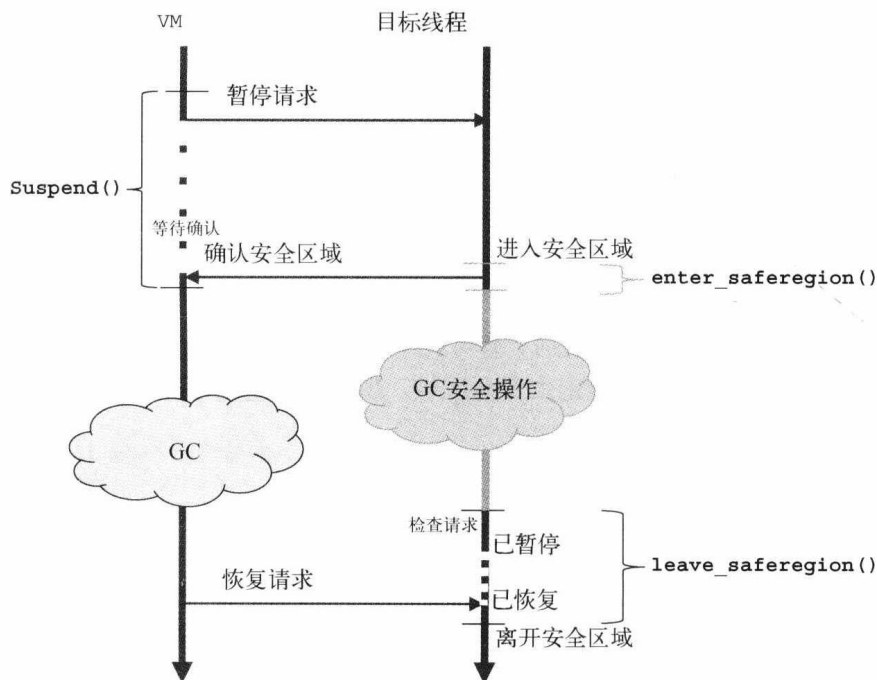 VM
目标线程
暂停请求
Suspend()
等待确认
确认安全区域
进入安全区域
enter_saferegion()
GC安全操作
GC
检查请求
已暂停
leave_saferegion()
恢复请求
已恢复
离开安全区域